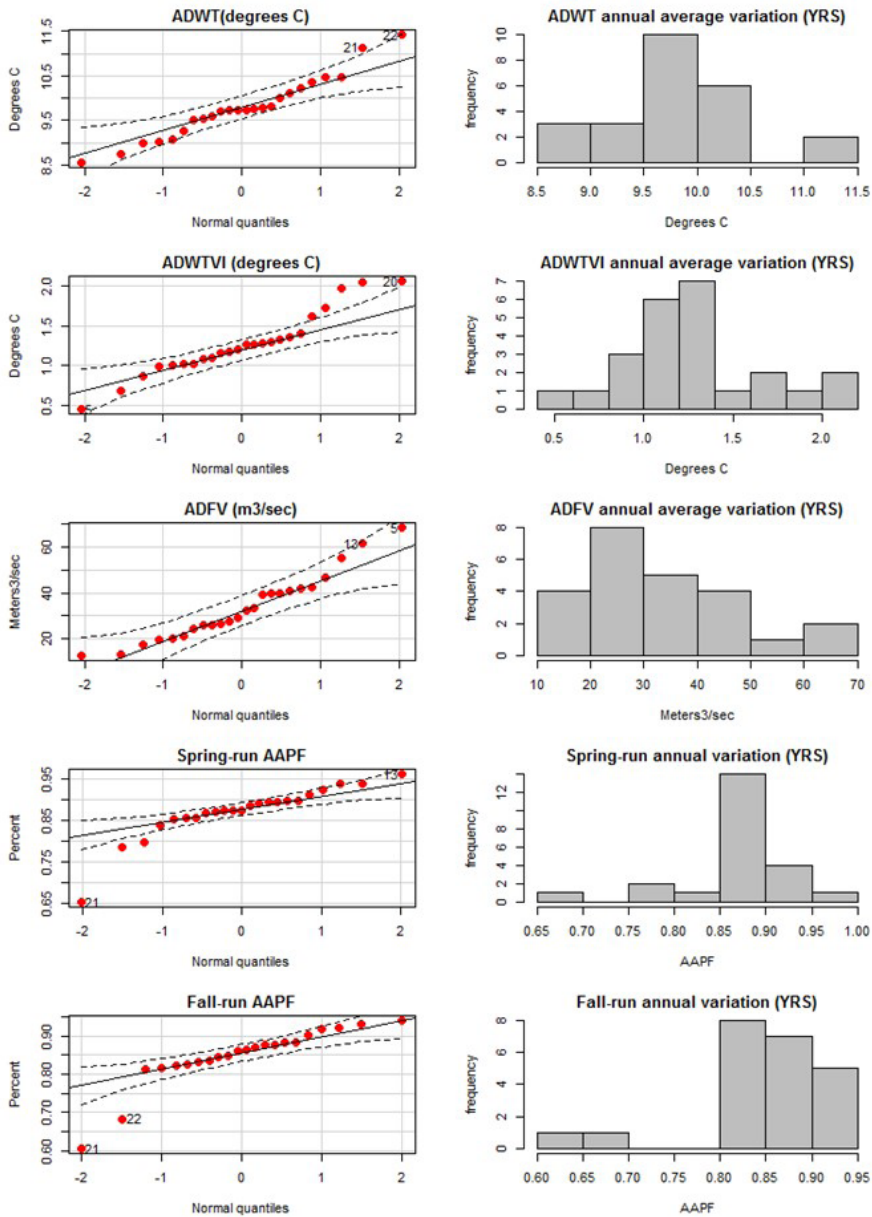 ADWT(degrees C)
Degrees C
8.5 9.5 10.5 11.5
21 22
-2 -1 0 1 2
Normal quantiles
ADWT annual average variation (YRS)
frequency
0 2 4 6 8 10
8.5 9.0 9.5 10.0 10.5 11.0 11.5
Degrees C
ADWTVI (degrees C)
Degrees C
0.5 1.0 1.5 2.0
5 20
-2 -1 0 1 2
Normal quantiles
ADWTVI annual average variation (YRS)
frequency
0 1 2 3 4 5 6 7
0.5 1.0 1.5 2.0
Degrees C
ADFV (m3/sec)
Meters3/sec
20 40 60
13 5
-2 -1 0 1 2
Normal quantiles
ADFV annual average variation (YRS)
frequency
0 2 4 6 8
10 20 30 40 50 60 70
Meters3/sec
Spring-run AAPF
Percent
0.65 0.75 0.85 0.95
21 13
-2 -1 0 1 2
Normal quantiles
Spring-run annual variation (YRS)
frequency
0 2 4 6 8 12
0.65 0.70 0.75 0.80 0.85 0.90 0.95 1.00
AAPF
Fall-run AAPF
Percent
0.60 0.70 0.80 0.90
21 22
-2 -1 0 1 2
Normal quantiles
Fall-run annual variation (YRS)
frequency
0 2 4 6 8
0.60 0.65 0.70 0.75 0.80 0.85 0.90 0.95
AAPF